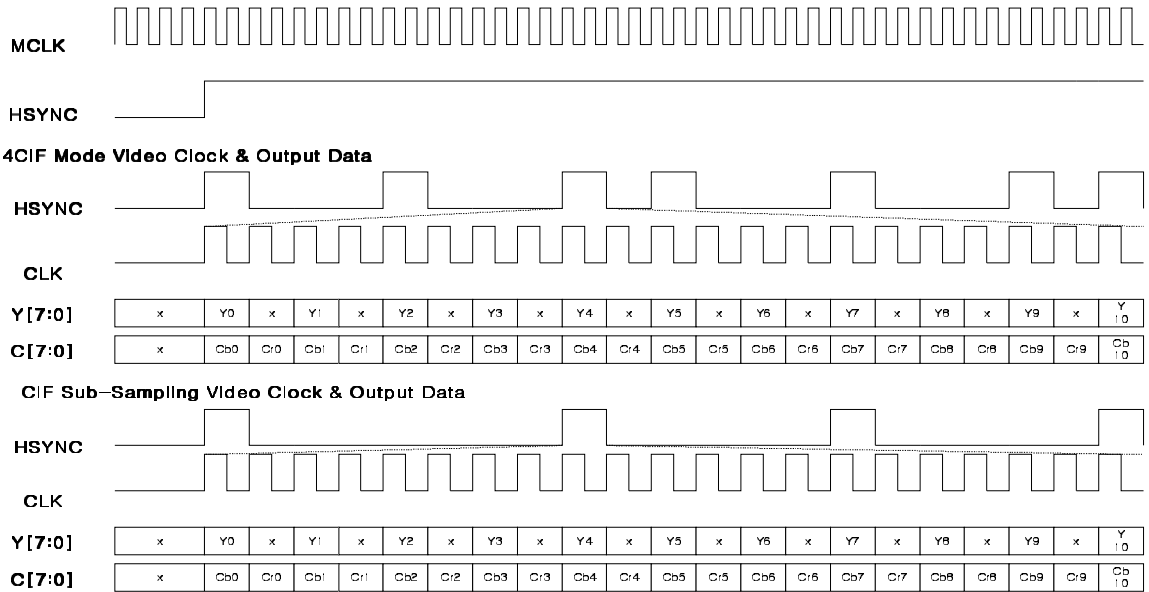 MCLK
HSYNC
4CIF Mode Video Clock & Output Data
HSYNC
CLK
Y[7:0] x Y0 x Y1 x Y2 x Y3 x Y4 x Y5 x Y6 x Y7 x Y8 x Y9 x Y 10
C[7:0] x Cb0 Cr0 Cb1 Cr1 Cb2 Cr2 Cb3 Cr3 Cb4 Cr4 Cb5 Cr5 Cb6 Cr6 Cb7 Cr7 Cb8 Cr8 Cb9 Cr9 Cb 10
CIF Sub-Sampling Video Clock & Output Data
HSYNC
CLK
Y[7:0] x Y0 x Y1 x Y2 x Y3 x Y4 x Y5 x Y6 x Y7 x Y8 x Y9 x Y 10
C[7:0] x Cb0 Cr0 Cb1 Cr1 Cb2 Cr2 Cb3 Cr3 Cb4 Cr4 Cb5 Cr5 Cb6 Cr6 Cb7 Cr7 Cb8 Cr8 Cb9 Cr9 Cb 10